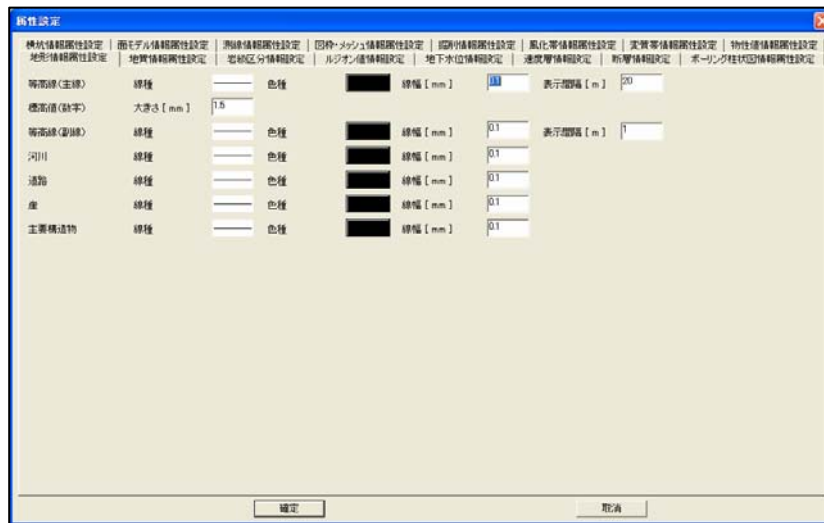 属性設定
横坑情報属性設定 面モデル情報属性設定 測線情報属性設定 図枠・メッシュ情報属性設定 掘削情報属性設定 風化帯情報属性設定 変質帯情報属性設定 物性値情報属性設定
地形情報属性設定 地質情報属性設定 岩級区分情報設定 ルジオン値情報設定 地下水位情報設定 速度層情報設定 断層情報設定 ボーリング柱状図情報属性設定
等高線(主線) 線種 色種 線幅[mm] 0.1 表示間隔[m] 20
標高値(数字) 大きさ[mm] 1.5
等高線(副線) 線種 色種 線幅[mm] 0.1 表示間隔[m] 1
河川 線種 色種 線幅[mm] 0.1
道路 線種 色種 線幅[mm] 0.1
崖 線種 色種 線幅[mm] 0.1
主要構造物 線種 色種 線幅[mm] 0.1
確定 取消